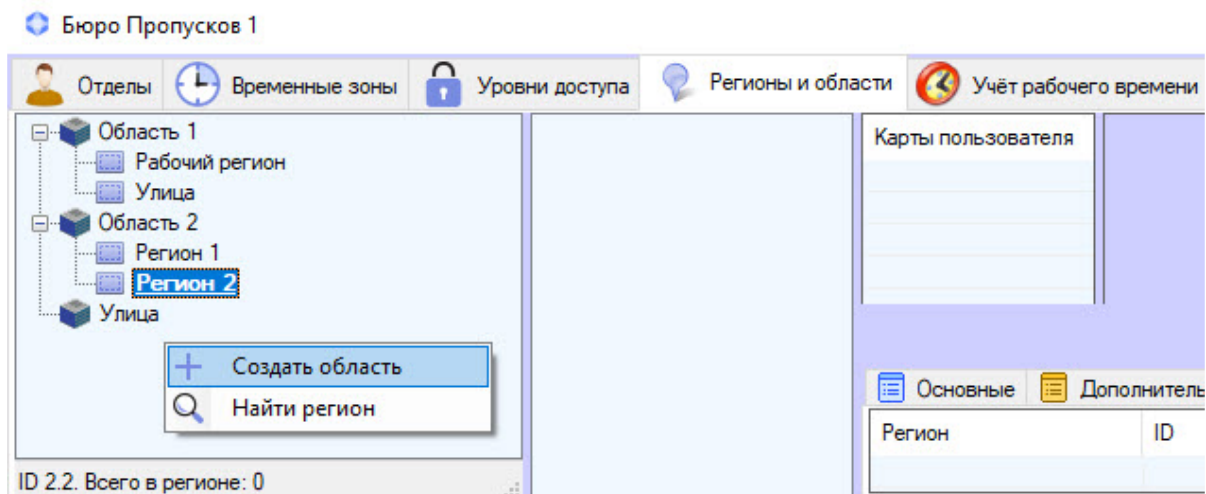 Бюро Пропусков 1
Отделы Временные зоны Уровни доступа Регионы и области Учёт рабочего времени
Область 1
Рабочий регион
Улица
Область 2
Регион 1
Регион 2
Улица
Создать область
Найти регион
ID 2.2. Всего в регионе: 0
Карты пользователя
Основные Дополнитель
Регион ID